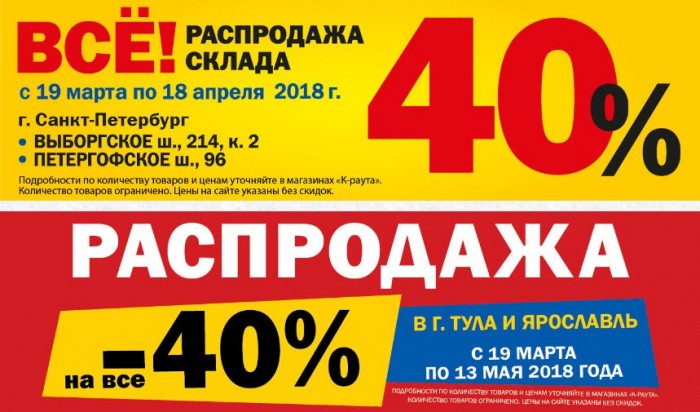 ВСЁ! РАСПРОДАЖА СКЛАДА
с 19 марта по 18 апреля 2018 г.
г. Санкт-Петербург
• ВЫБОРГСКОЕ ш., 214, к. 2
• ПЕТЕРГОФСКОЕ ш., 96
40%
Подробности по количеству товаров и ценам уточняйте в магазинах «К-раута».
Количество товаров ограничено. Цены на сайте указаны без скидок.
РАСПРОДАЖА
на все –40%
В Г. ТУЛА И ЯРОСЛАВЛЬ
С 19 МАРТА
ПО 13 МАЯ 2018 ГОДА
ПОДРОБНОСТИ ПО КОЛИЧЕСТВУ ТОВАРОВ И ЦЕНАМ УТОЧНЯЙТЕ В МАГАЗИНАХ «К-РАУТА».
КОЛИЧЕСТВО ТОВАРОВ ОГРАНИЧЕНО. ЦЕНЫ НА САЙТЕ УКАЗАНЫ БЕЗ СКИДОК.